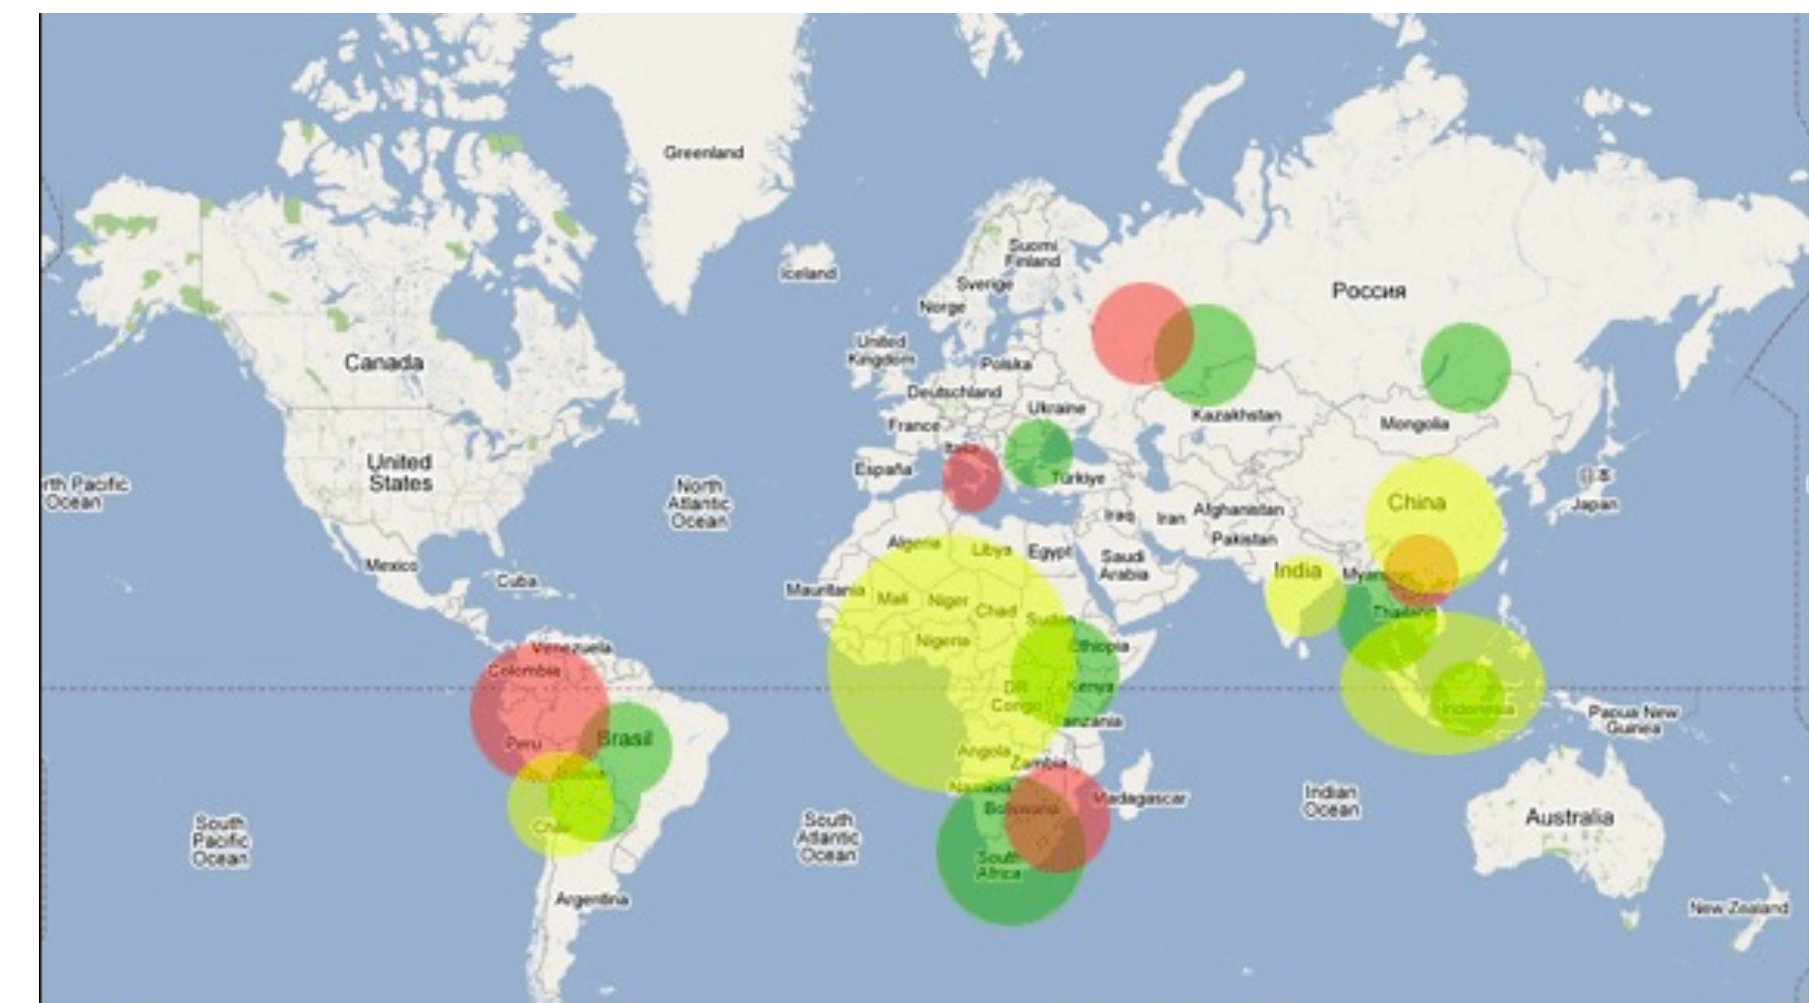 Greenland
Iceland
Suomi
Finland
Sverige
Norge
Россия
United
Kingdom
Canada
Polska
Deutschland
Ukraine
Kazakhstan
Mongolia
France
Italia
United
States
España
Türkiye
rth Pacific
Ocean
North
Atlantic
Ocean
China
日本
Japan
Iraq
Iran
Afghanistan
Pakistan
Algeria
Libya
Egypt
Saudi
Arabia
Mexico
Cuba
India
Mauritania
Mali
Niger
Chad
Sudan
Thailand
Nigeria
Ethiopia
Venezuela
Colombia
DR
Congo
Kenya
Indonesia
Papua New
Guinea
Tanzania
Peru
Brasil
Angola
Zambia
Namibia
Botswana
Madagascar
Indian
Ocean
Australia
South
Pacific
Ocean
Chile
South
Atlantic
Ocean
South
Africa
Argentina
New Zealand